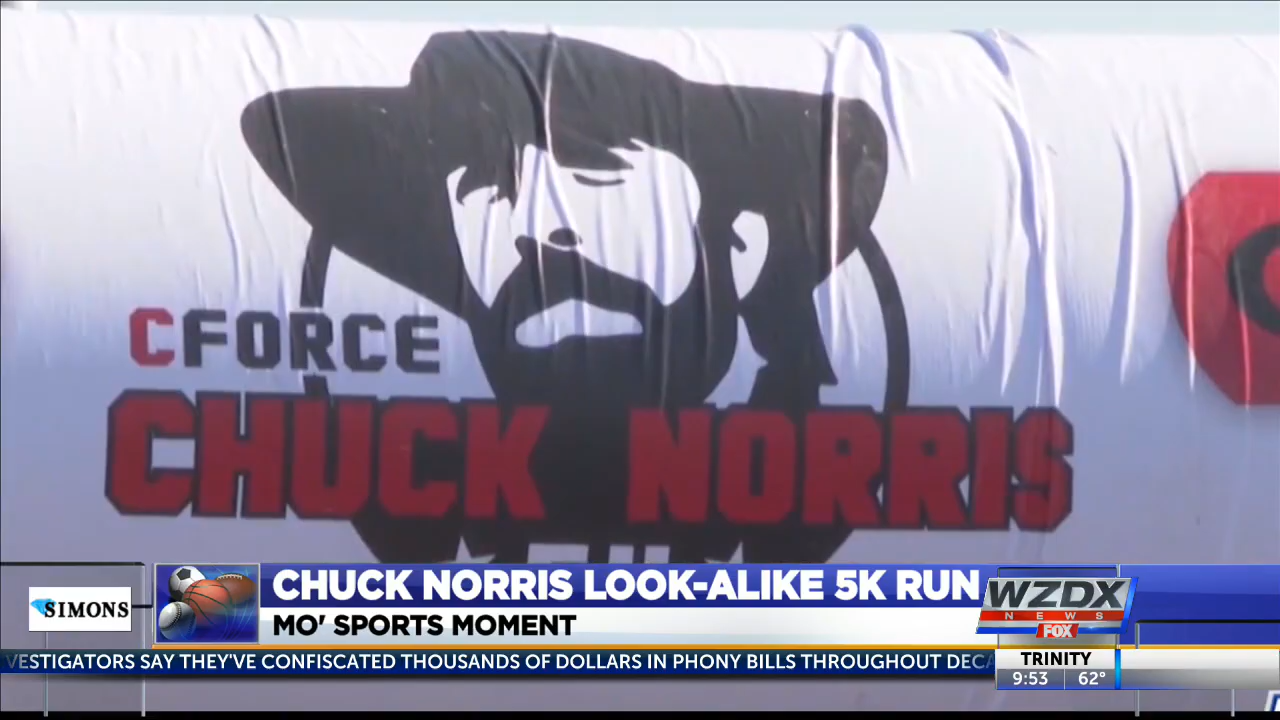 CFORCE
CHUCK NORRIS
SIMONS
CHUCK NORRIS LOOK-ALIKE 5K RUN
MO' SPORTS MOMENT
WZDX
NEWS
FOX
VESTIGATORS SAY THEY'VE CONFISCATED THOUSANDS OF DOLLARS IN PHONY BILLS THROUGHOUT DECA
TRINITY
9:53 62°